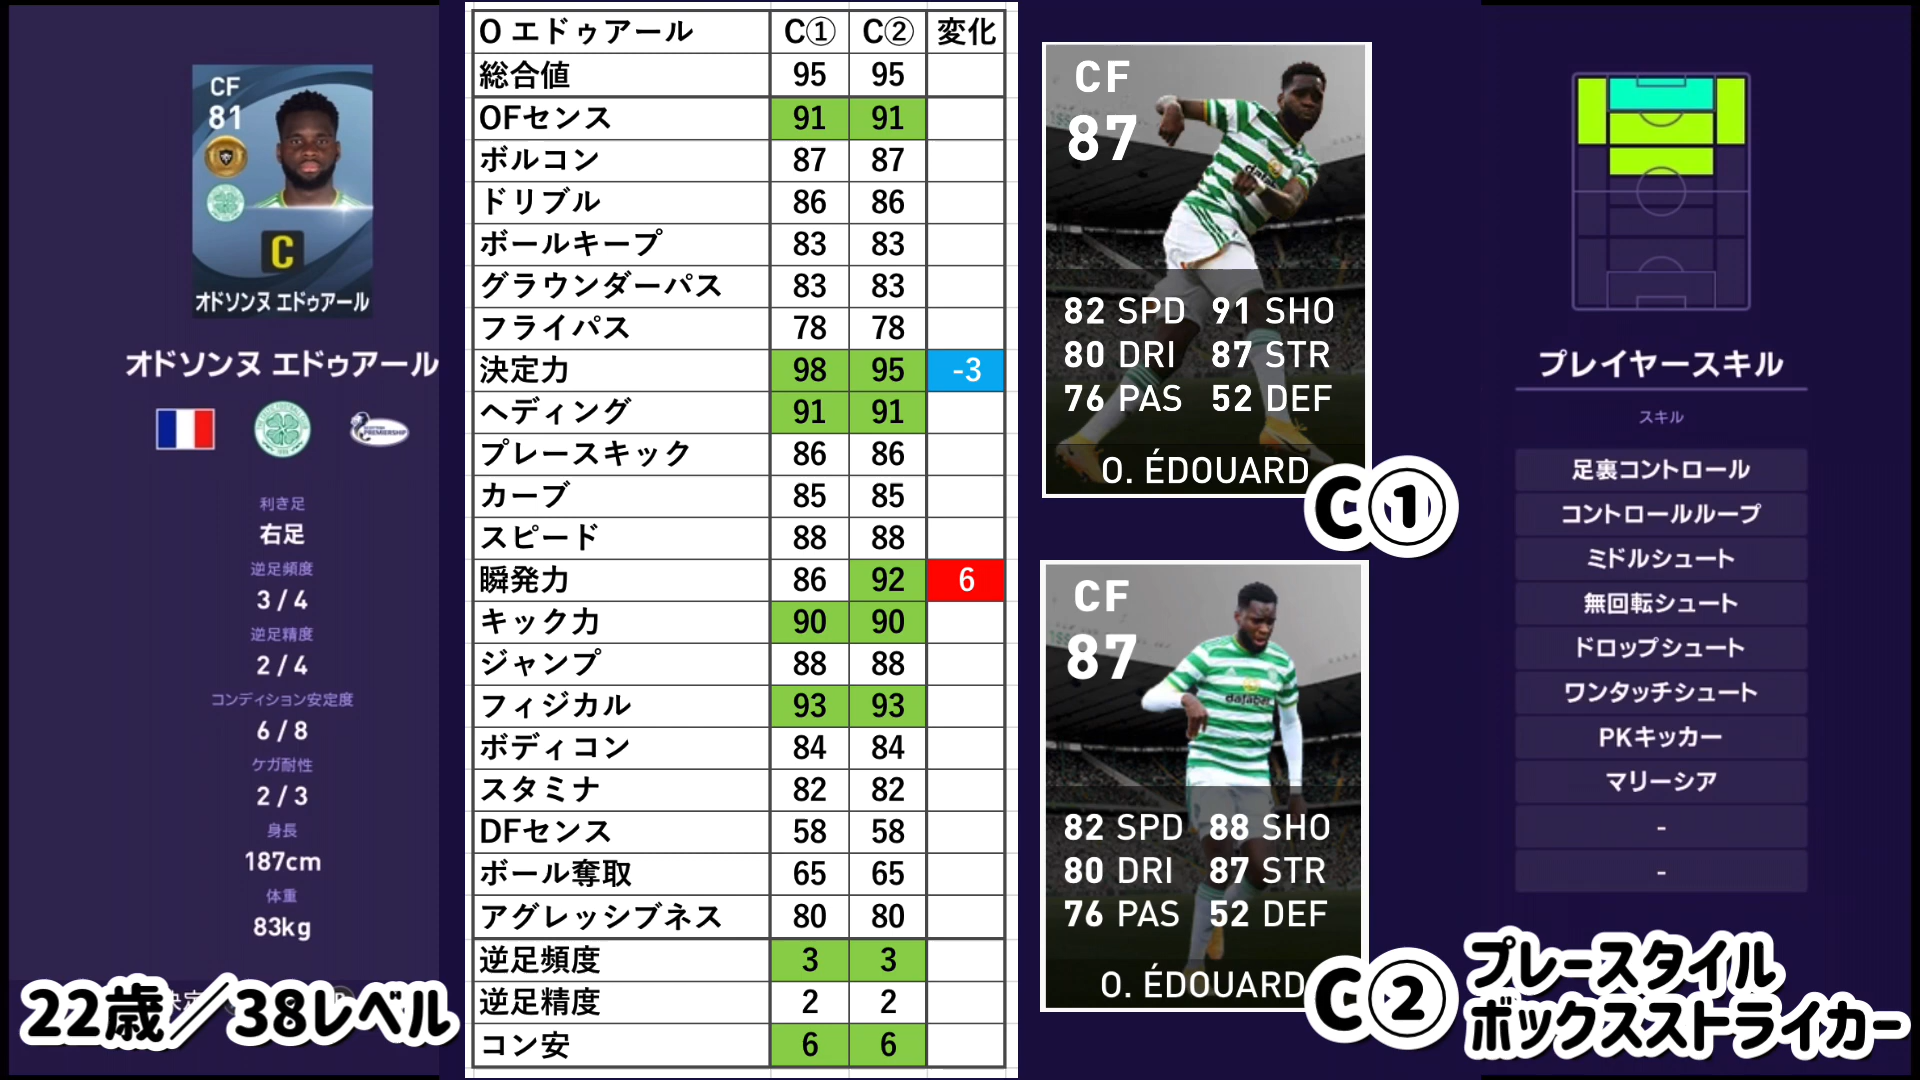 CF
81
C
オドソンヌ エドゥアール
オドソンヌ エドゥアール
利き足
右足
逆足頻度
3 / 4
逆足精度
2 / 4
コンディション安定度
6 / 8
ケガ耐性
2 / 3
身長
187cm
体重
83kg
22歳／38レベル
O エドゥアール C① C② 変化
総合値 95 95
OFセンス 91 91
ボルコン 87 87
ドリブル 86 86
ボールキープ 83 83
グラウンダーパス 83 83
フライパス 78 78
決定力 98 95 -3
ヘディング 91 91
プレースキック 86 86
カーブ 85 85
スピード 88 88
瞬発力 86 92 6
キック力 90 90
ジャンプ 88 88
フィジカル 93 93
ボディコン 84 84
スタミナ 82 82
DFセンス 58 58
ボール奪取 65 65
アグレッシブネス 80 80
逆足頻度 3 3
逆足精度 2 2
コン安 6 6
CF
87
82 SPD 91 SHO
80 DRI 87 STR
76 PAS 52 DEF
O. ÉDOUARD
C①
CF
87
dafabet
82 SPD 88 SHO
80 DRI 87 STR
76 PAS 52 DEF
O. ÉDOUARD
C②
プレイヤースキル
スキル
足裏コントロール
コントロールループ
ミドルシュート
無回転シュート
ドロップシュート
ワンタッチシュート
PKキッカー
マリーシア
-
-
プレースタイル
ボックスストライカー